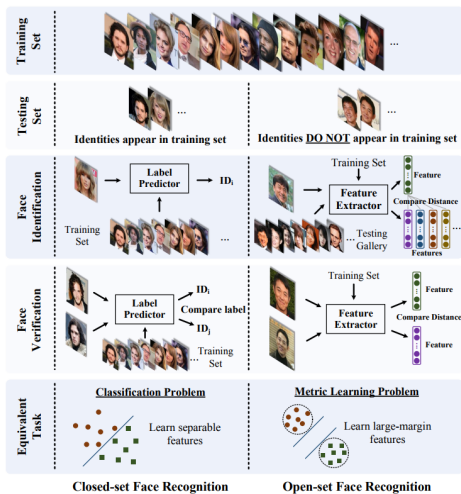 Training
Set
...
Testing
Set
...
Identities appear in training set
...
Identities DO NOT appear in training set
Face
Identification
Label
Predictor
IDi
Training
Set
...
Training Set
Feature
Extractor
Feature
Compare Distance
...
Testing
Gallery
Features
...
Face
Verification
Label
Predictor
IDi
Compare label
IDj
Training
Set
...
Training Set
Feature
Extractor
Feature
Compare Distance
Feature
Equivalent
Task
Classification Problem
Learn separable
features
Metric Learning Problem
Learn large-margin
features
Closed-set Face Recognition
Open-set Face Recognition